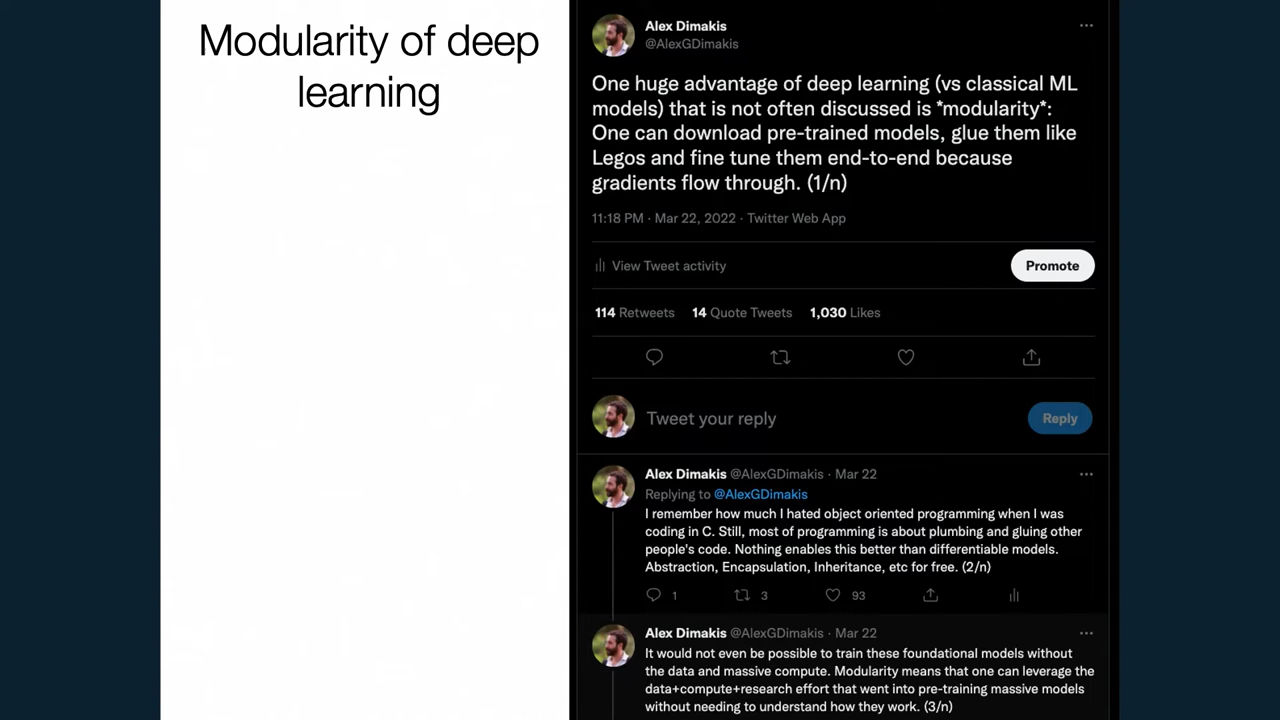 Modularity of deep
learning
Alex Dimakis
@AlexGDimakis
One huge advantage of deep learning (vs classical ML
models) that is not often discussed is *modularity*:
One can download pre-trained models, glue them like
Legos and fine tune them end-to-end because
gradients flow through. (1/n)
11:18 PM · Mar 22, 2022 · Twitter Web App
View Tweet activity
Promote
114 Retweets 14 Quote Tweets 1,030 Likes
Tweet your reply
Reply
Alex Dimakis @AlexGDimakis · Mar 22
Replying to @AlexGDimakis
I remember how much I hated object oriented programming when I was
coding in C. Still, most of programming is about plumbing and gluing other
people's code. Nothing enables this better than differentiable models.
Abstraction, Encapsulation, Inheritance, etc for free. (2/n)
1 3 93
Alex Dimakis @AlexGDimakis · Mar 22
It would not even be possible to train these foundational models without
the data and massive compute. Modularity means that one can leverage the
data+compute+research effort that went into pre-training massive models
without needing to understand how they work. (3/n)